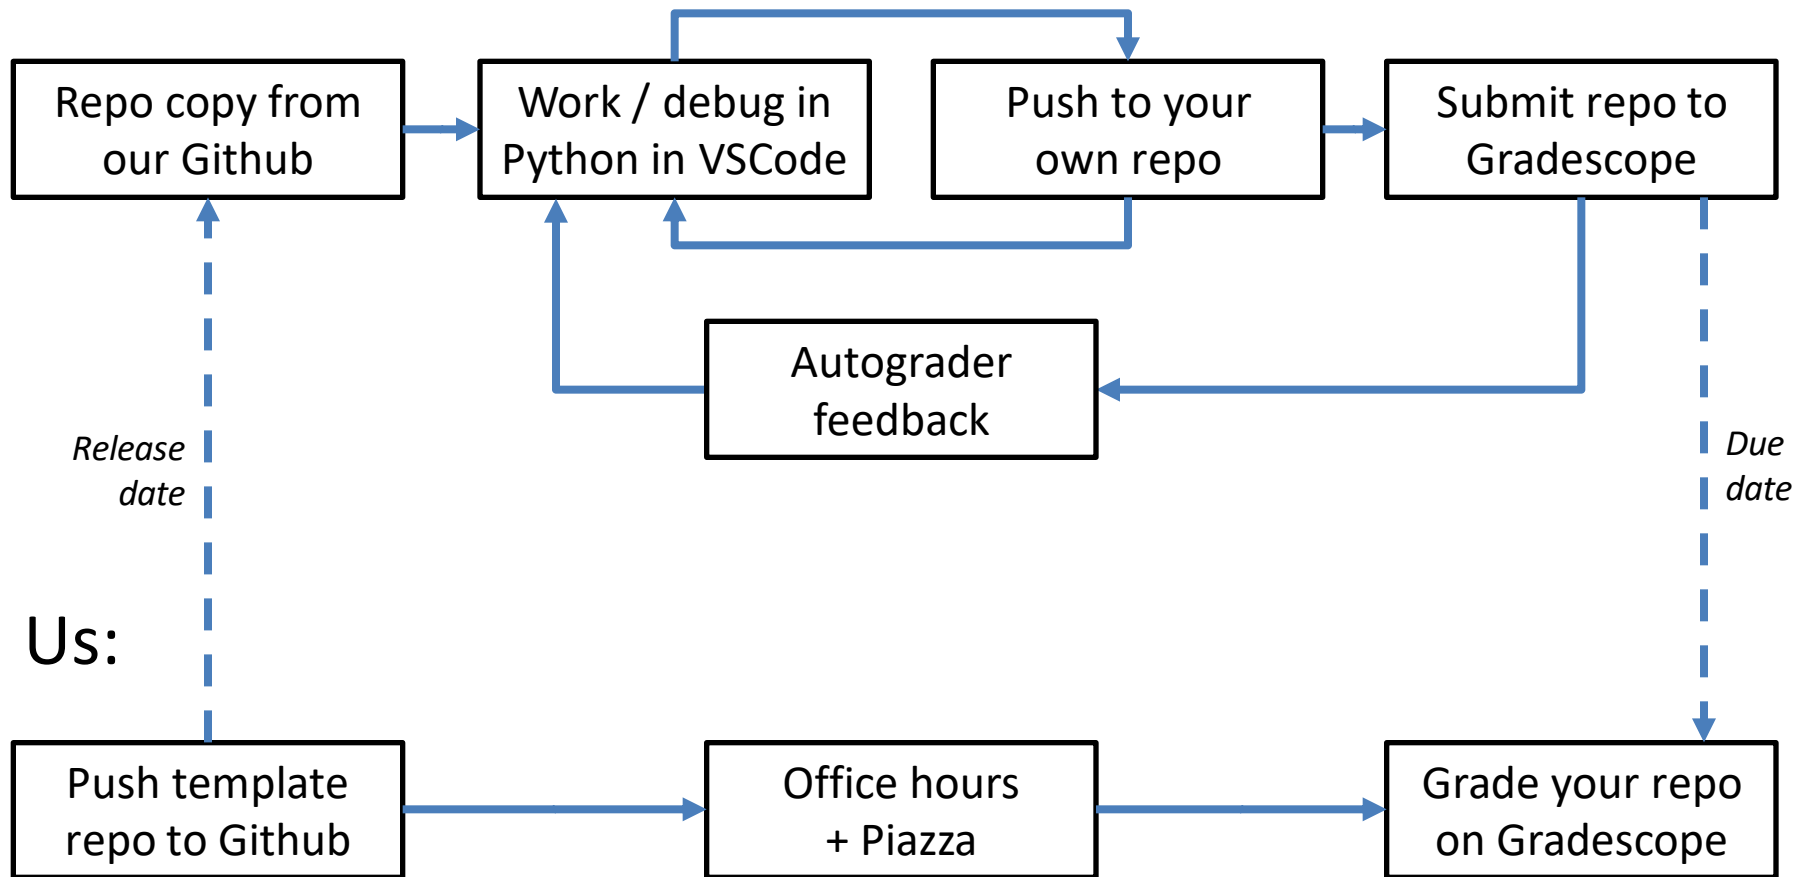 Repo copy from
our Github
Work / debug in
Python in VSCode
Push to your
own repo
Submit repo to
Gradescope
Autograder
feedback
Release
date
Due
date
Us:
Push template
repo to Github
Office hours
+ Piazza
Grade your repo
on Gradescope